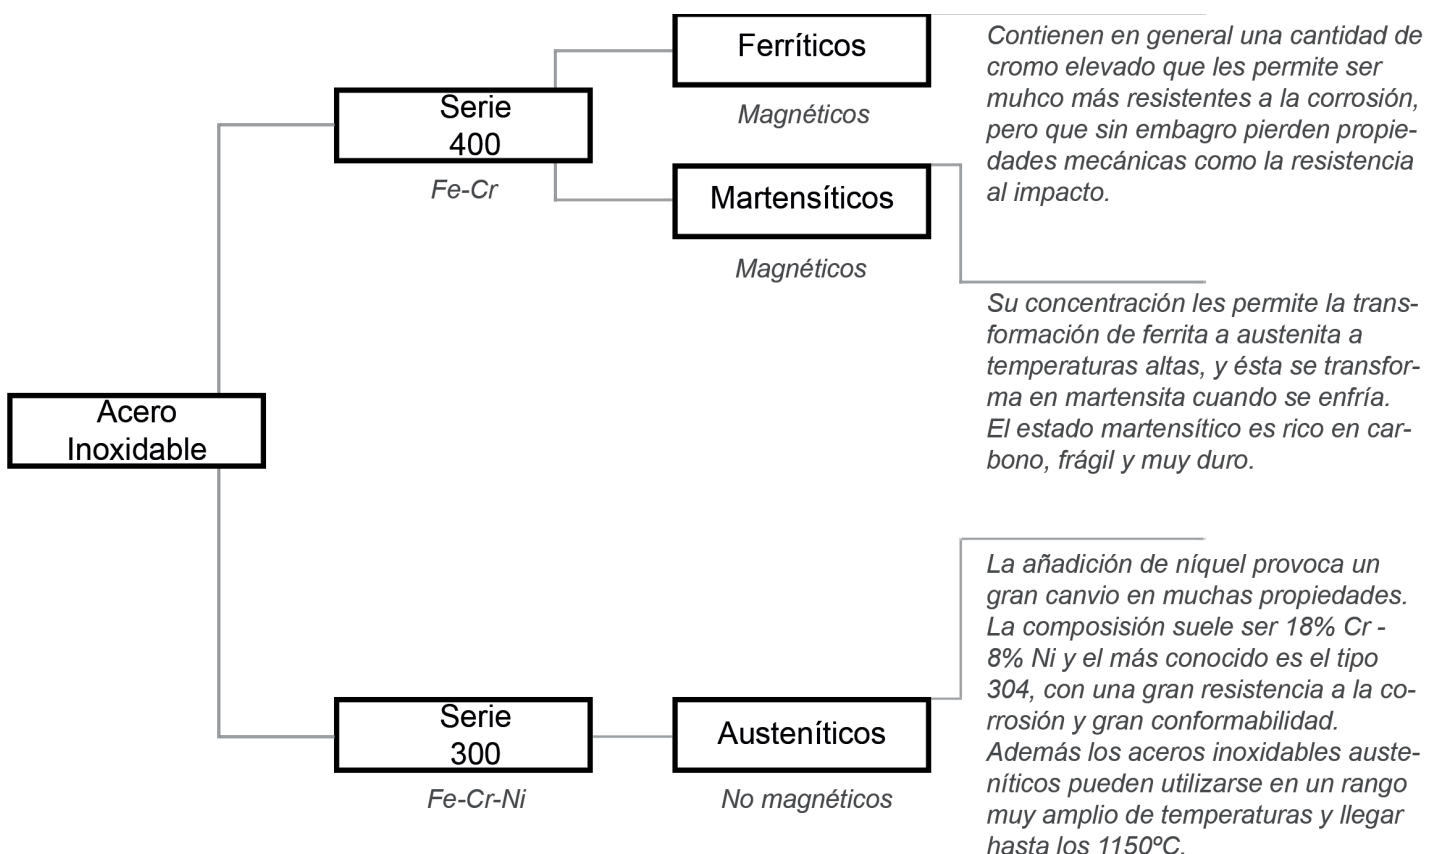 Ferríticos
Magnéticos
Contienen en general una cantidad de
cromo elevado que les permite ser
muhco más resistentes a la corrosión,
pero que sin embagro pierden propie-
dades mecánicas como la resistencia
al impacto.
Serie
400
Fe-Cr
Martensíticos
Magnéticos
Su concentración les permite la trans-
formación de ferrita a austenita a
temperaturas altas, y ésta se transfor-
ma en martensita cuando se enfría.
El estado martensítico es rico en car-
bono, frágil y muy duro.
Acero
Inoxidable
Serie
300
Fe-Cr-Ni
Austeníticos
No magnéticos
La añadición de níquel provoca un
gran canvio en muchas propiedades.
La composisión suele ser 18% Cr -
8% Ni y el más conocido es el tipo
304, con una gran resistencia a la co-
rrosión y gran conformabilidad.
Además los aceros inoxidables auste-
níticos pueden utilizarse en un rango
muy amplio de temperaturas y llegar
hasta los 1150ºC.